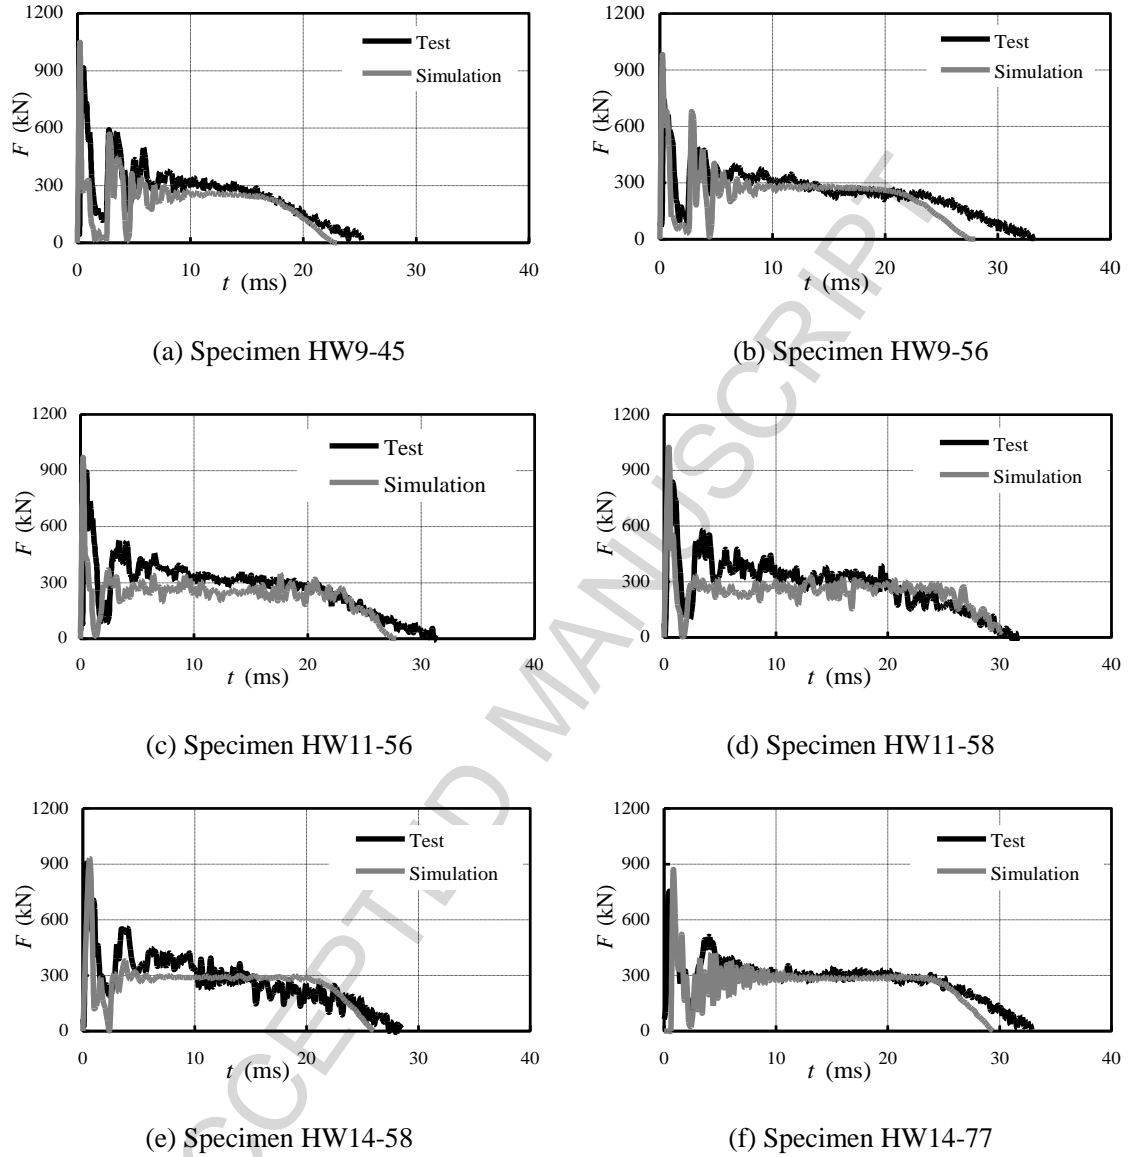 1200
900
600
300
0
F (kN)
Test
Simulation
0 10 20 30 40
t (ms)
(a) Specimen HW9-45
1200
900
600
300
0
F (kN)
Test
Simulation
0 10 20 30 40
t (ms)
(b) Specimen HW9-56
1200
900
600
300
0
F (kN)
Test
Simulation
0 10 20 30 40
t (ms)
(c) Specimen HW11-56
1200
900
600
300
0
F (kN)
Test
Simulation
0 10 20 30 40
t (ms)
(d) Specimen HW11-58
1200
900
600
300
0
F (kN)
Test
Simulation
0 10 20 30 40
t (ms)
(e) Specimen HW14-58
1200
900
600
300
0
F (kN)
Test
Simulation
0 10 20 30 40
t (ms)
(f) Specimen HW14-77
CCEPTED MANUSCRIPT